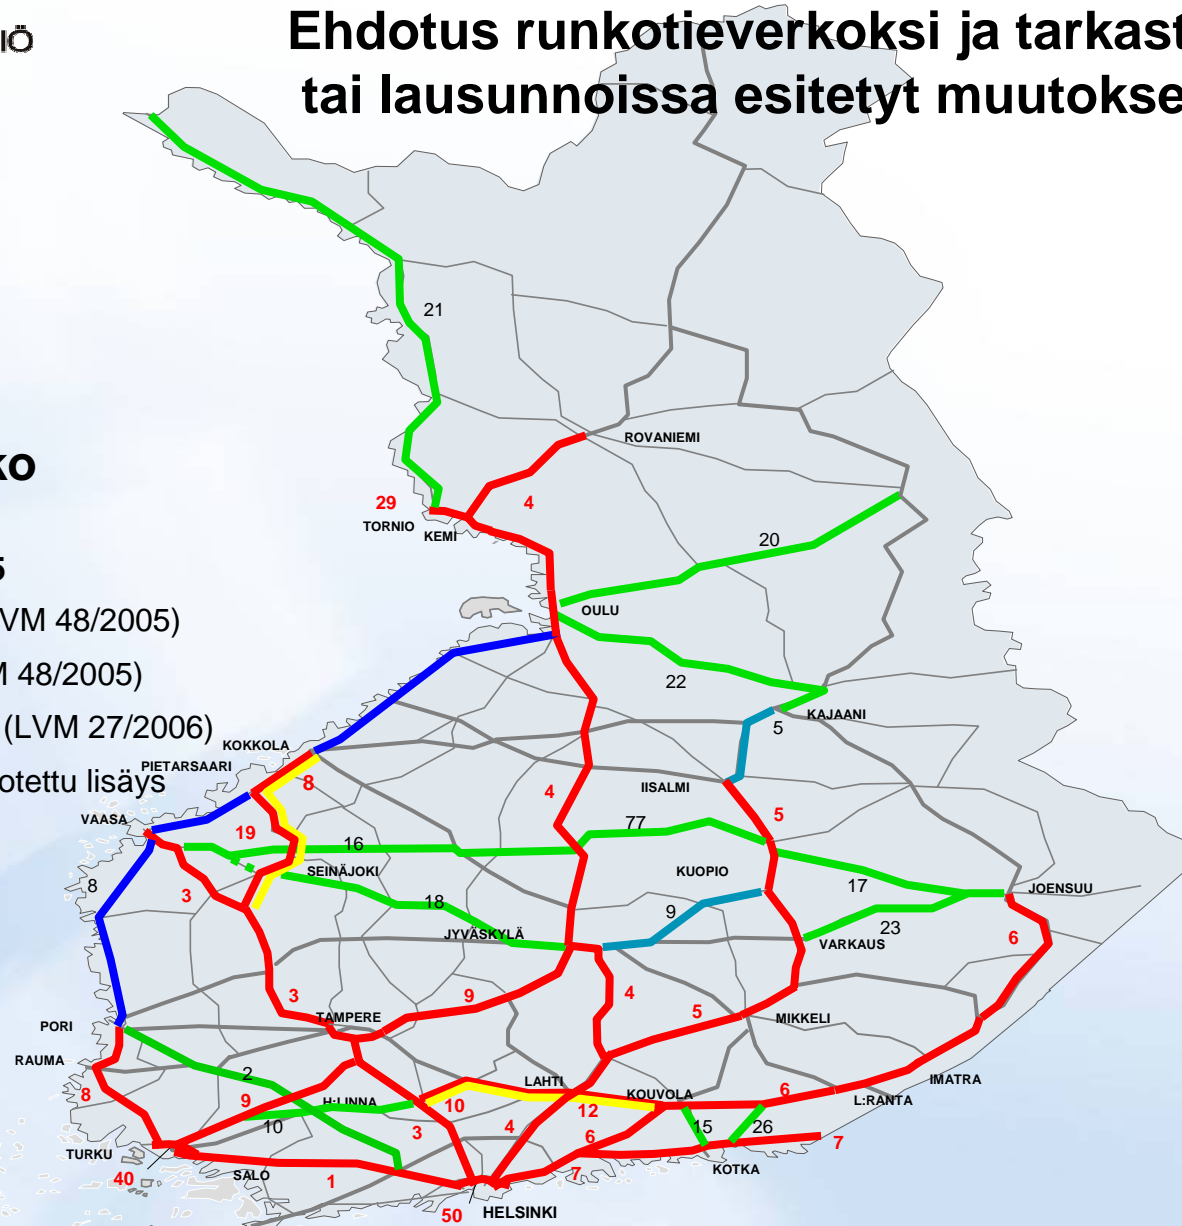 IÖ
Ehdotus runkotieverkoksi ja tarkast
tai lausunnoissa esitetyt muutokse
21
ko
ROVANIEMI
29
4
TORNIO
KEMI
20
5
OULU
VM 48/2005)
M 48/2005)
22
KAJAANI
(LVM 27/2006)
5
KOKKOLA
PIETARSAARI
otettu lisäys
8
IISALMI
4
5
VAASA
19
77
16
SEINÄJOKI
KUOPIO
8
3
17
JOENSUU
18
9
23
JYVÄSKYLÄ
VARKAUS
6
3
9
4
5
TAMPERE
MIKKELI
PORI
RAUMA
2
LAHTI
IMATRA
8
9
H:LINNA
10
12
KOUVOLA
6
L:RANTA
10
3
4
6
15
26
7
TURKU
KOTKA
40
SALO
1
7
50
HELSINKI